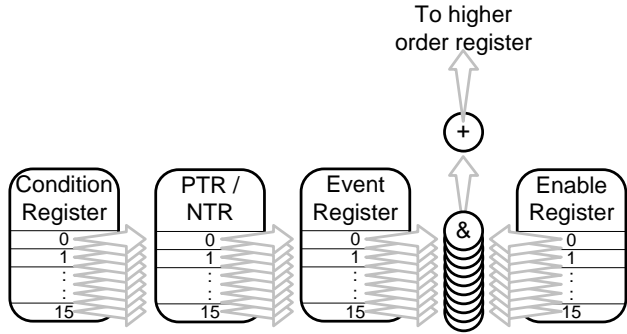 To higher
order register
+
Condition
Register
0
1
:
:
15
PTR /
NTR
0
1
:
:
15
Event
Register
0
1
:
:
15
&
Enable
Register
0
1
:
:
15